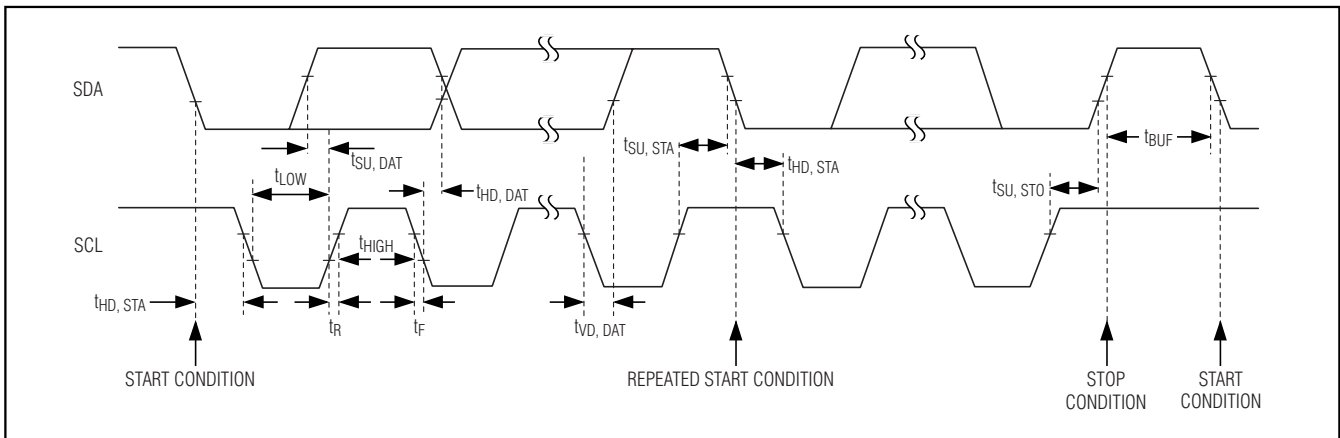 SDA
tSU, DAT
tLOW
tHD, DAT
tSU, STA
tHD, STA
tBUF
tSU, STO
SCL
tHIGH
tHD, STA
tR
tF
tVD, DAT
START CONDITION
REPEATED START CONDITION
STOP
CONDITION
START
CONDITION